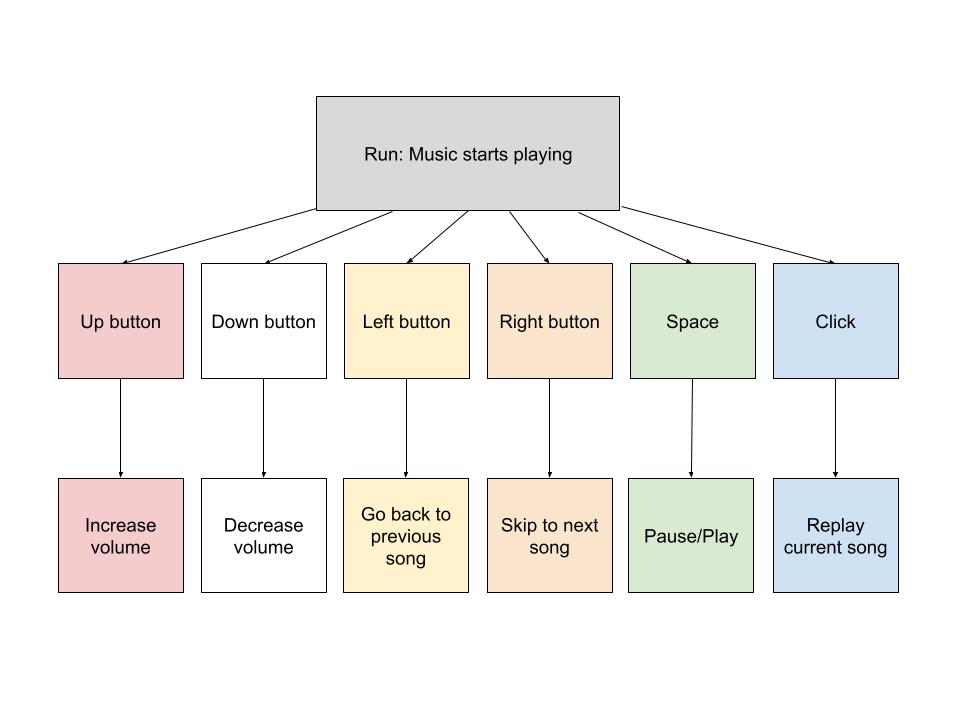 Run: Music starts playing
Up button
Down button
Left button
Right button
Space
Click
Increase
volume
Decrease
volume
Go back to
previous
song
Skip to next
song
Pause/Play
Replay
current song